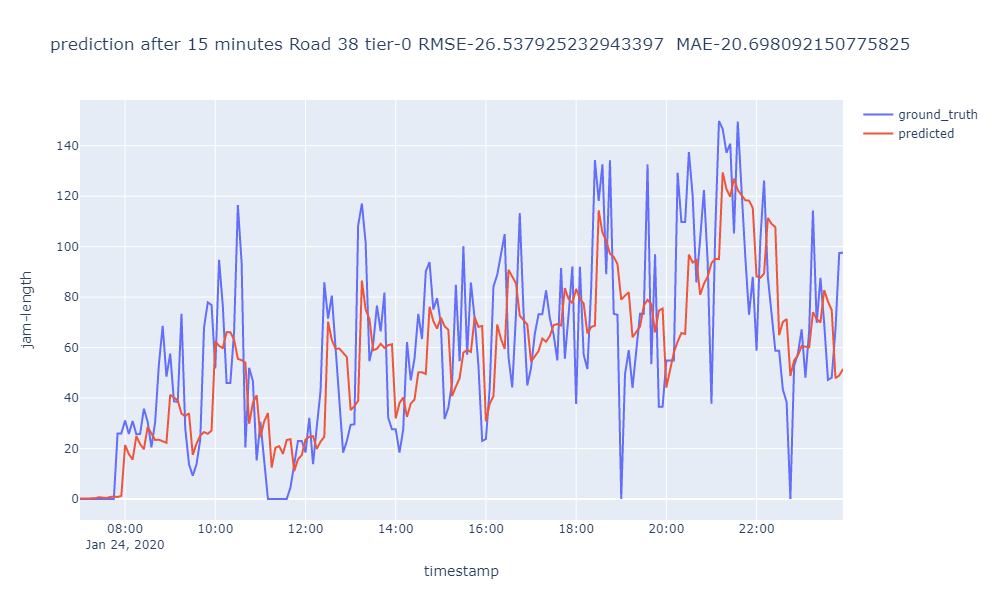 prediction after 15 minutes Road 38 tier-0 RMSE-26.537925232943397 MAE-20.698092150775825
ground_truth
predicted
140
120
100
80
60
40
20
0
jam-length
08:00 10:00 12:00 14:00 16:00 18:00 20:00 22:00
Jan 24, 2020
timestamp